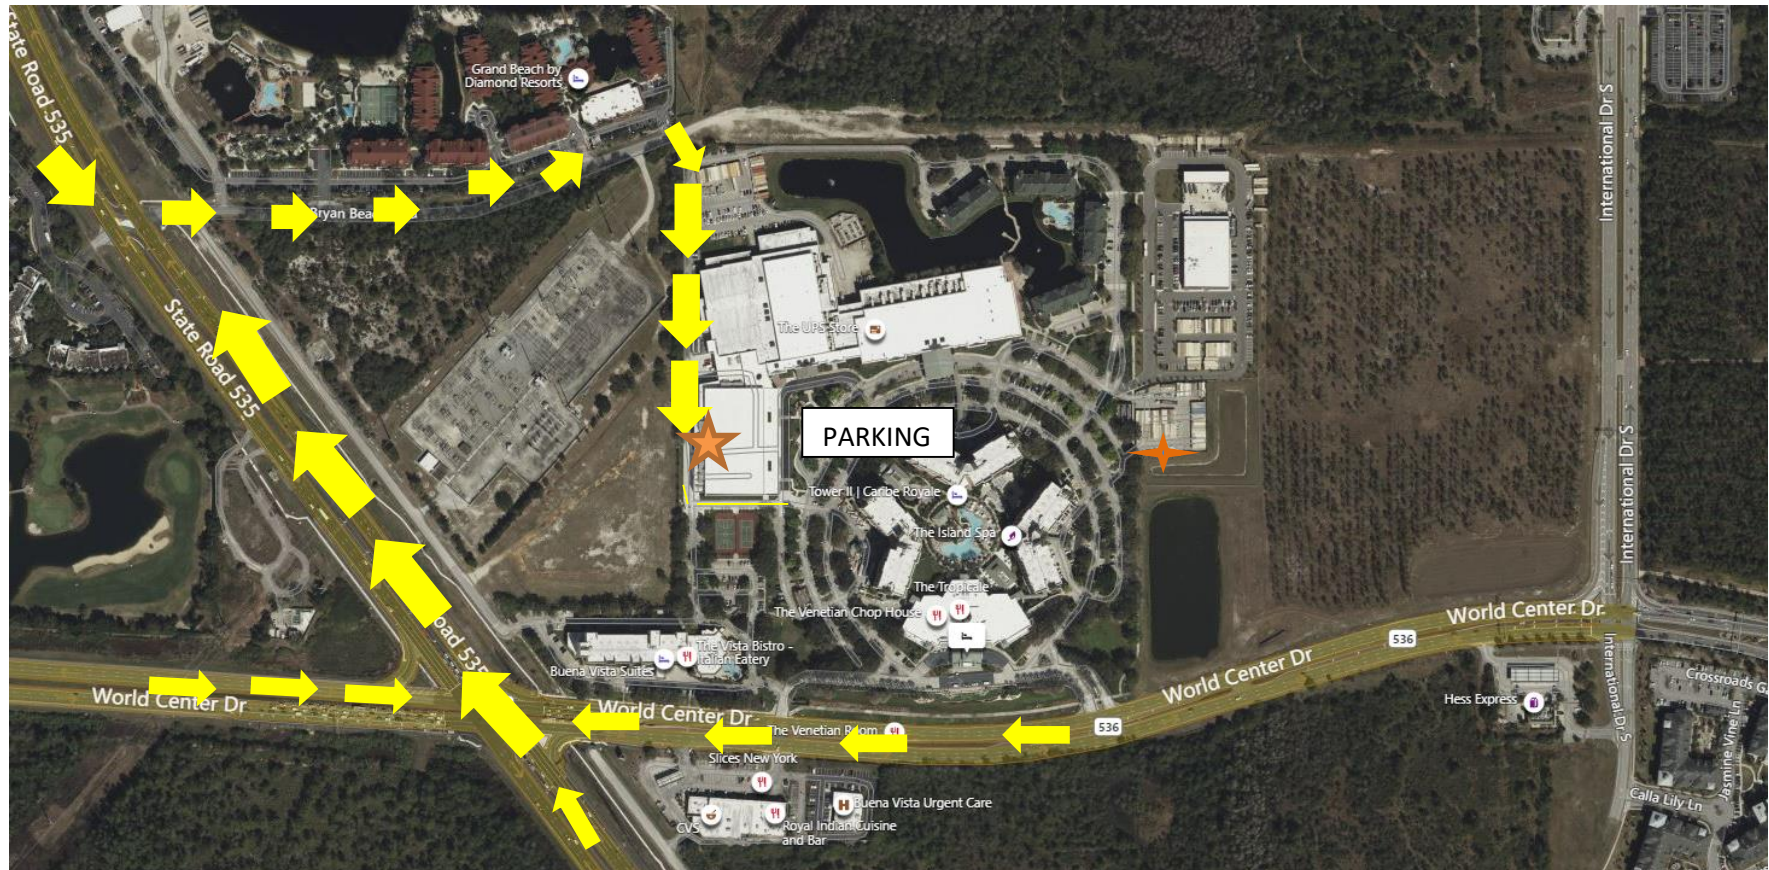 State Road 535
Grand Beach by
Diamond Resorts
International Dr S
Bryan Beac
State Road 535
The UPS Store
PARKING
International Dr S
Tower II | Caribe Royale
The Island Spa
The Tropicale
The Venetian Chop House
World Center Dr
536
Road 535
The Vista Bistro -
Italian Eatery
Buena Vista Suites
World Center Dr
International Dr S
Crossroads Ga
Hess Express
World Center Dr
World Center Dr
536
The Venetian Room
Jasmine Vine Ln
Slices New York
Calla Lily Ln
Buena Vista Urgent Care
CVS
Royal Indian Cuisine
and Bar